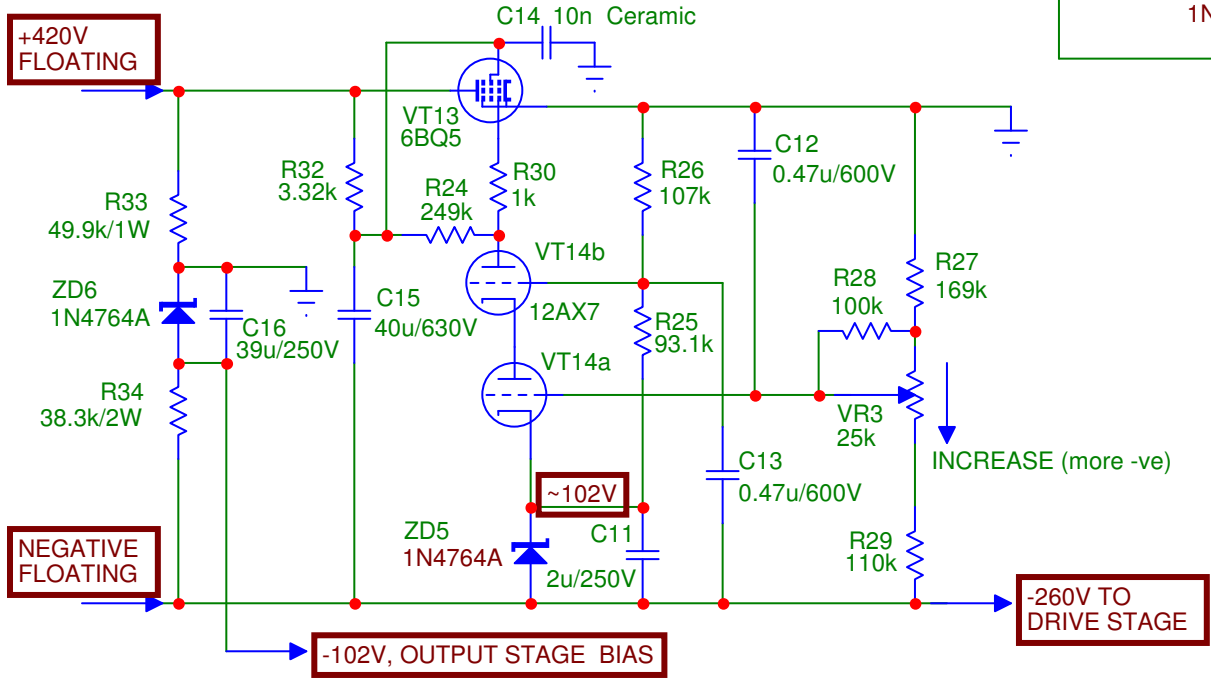 C14 10n Ceramic
1N
+420V
FLOATING
VT13
6BQ5
C12
0.47u/600V
R32
3.32k
R30
1k
R26
107k
R24
249k
R33
49.9k/1W
VT14b
R27
169k
R28
100k
ZD6
1N4764A
C16
39u/250V
C15
40u/630V
12AX7
R25
93.1k
VT14a
R34
38.3k/2W
VR3
25k
INCREASE (more -ve)
C13
0.47u/600V
~102V
ZD5
1N4764A
C11
2u/250V
R29
110k
NEGATIVE
FLOATING
-260V TO
DRIVE STAGE
-102V, OUTPUT STAGE BIAS